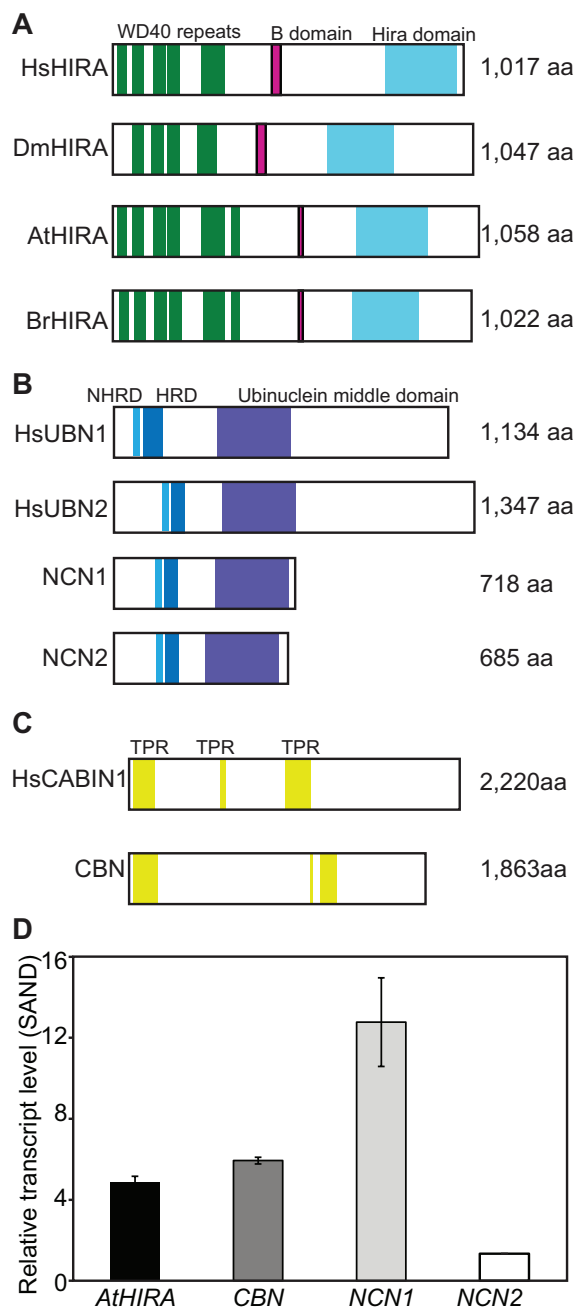 A
WD40 repeats B domain Hira domain
HsHIRA 1,017 aa
DmHIRA 1,047 aa
AtHIRA 1,058 aa
BrHIRA 1,022 aa
B
NHRD HRD Ubinuclein middle domain
HsUBN1 1,134 aa
HsUBN2 1,347 aa
NCN1 718 aa
NCN2 685 aa
C
TPR TPR TPR
HsCABIN1 2,220aa
CBN 1,863aa
D
Relative transcript level (SAND)
16
12
8
4
0
AtHIRA CBN NCN1 NCN2